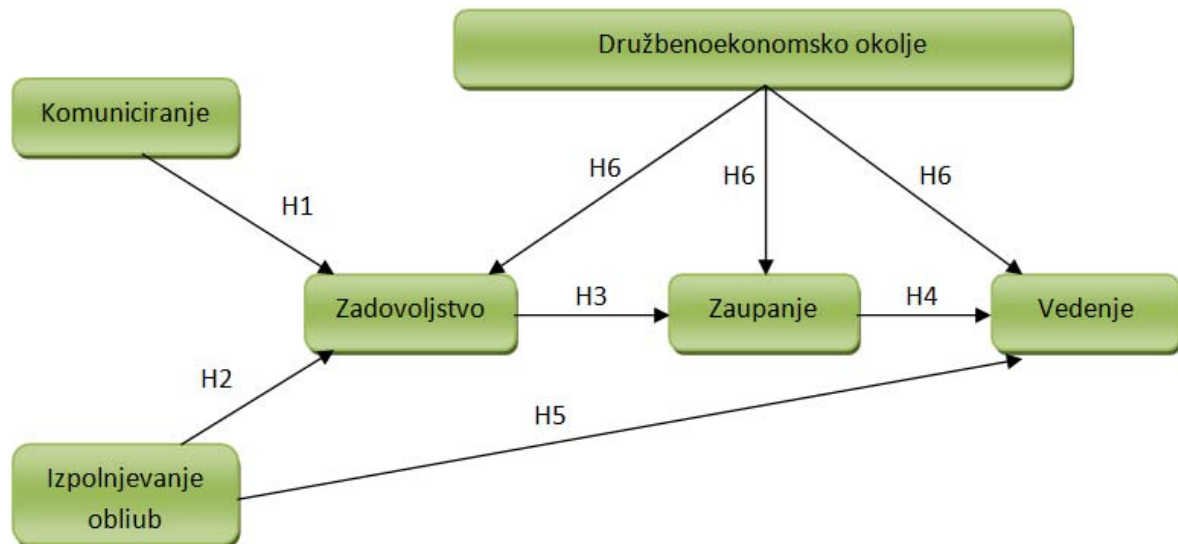 Družbenoekonomsko okolje
Komuniciranje
H6
H6
H6
H1
Zadovoljstvo
H3
Zaupanje
H4
Vedenje
H2
H5
Izpolnjevanje
obliub